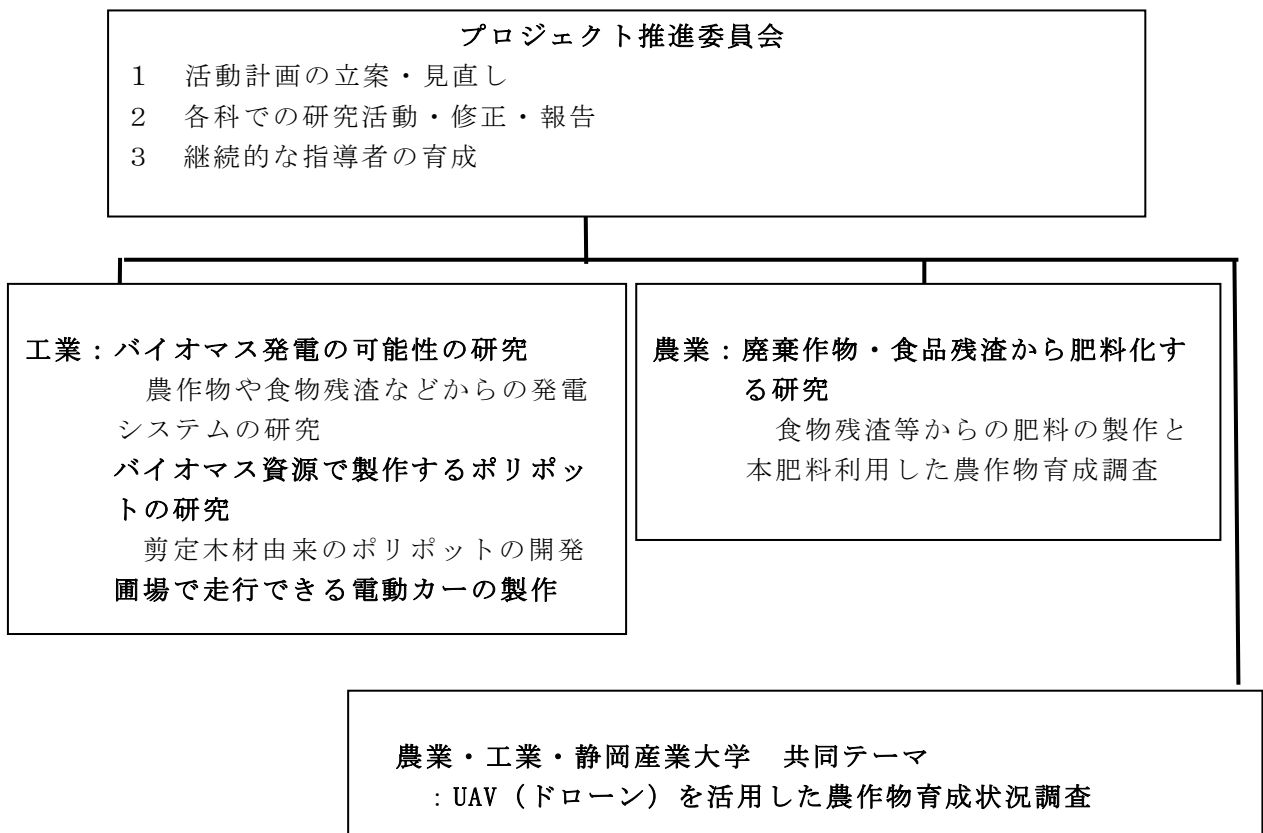 プロジェクト推進委員会
１　活動計画の立案・見直し
２　各科での研究活動・修正・報告
３　継続的な指導者の育成
工業：バイオマス発電の可能性の研究
農作物や食物残渣などからの発電
システムの研究
バイオマス資源で製作するポリポッ
トの研究
剪定木材由来のポリポットの開発
圃場で走行できる電動カーの製作
農業：廃棄作物・食品残渣から肥料化す
る研究
食物残渣等からの肥料の製作と
本肥料利用した農作物育成調査
農業・工業・静岡産業大学　共同テーマ
：UAV（ドローン）を活用した農作物育成状況調査